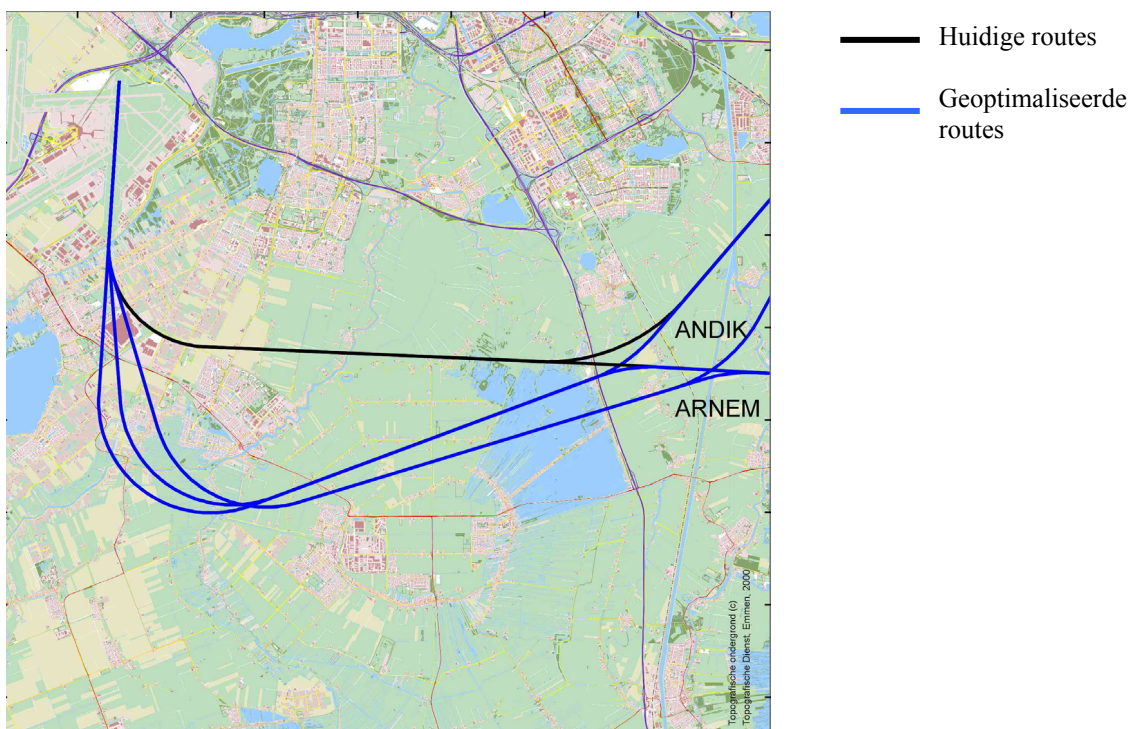 Huidige routes
Geoptimaliseerde
routes
ANDIK
ARNEM
Topografische ondergrond (c)
Topografische Dienst, Emmen, 2000